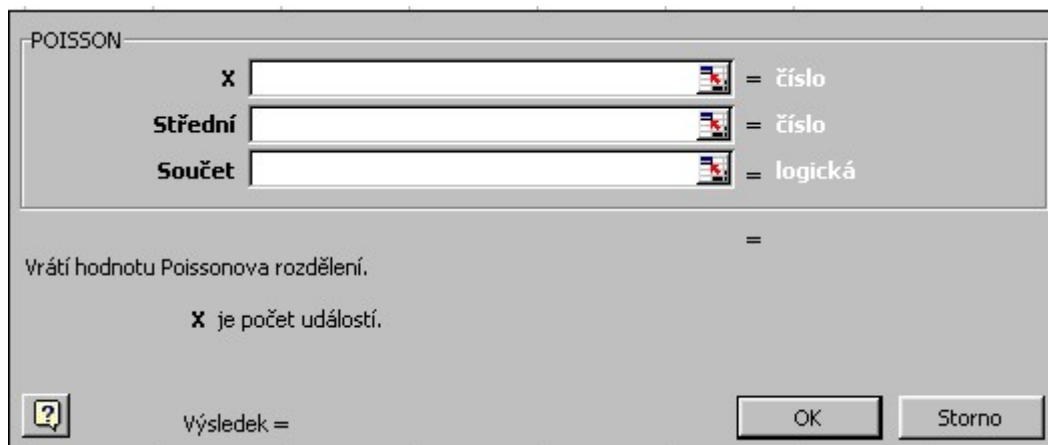 POISSON
X = číslo
Střední = číslo
Součet = logická
=
Vrátí hodnotu Poissonova rozdělení.
X je počet událostí.
?
Výsledek =
OK
Storno